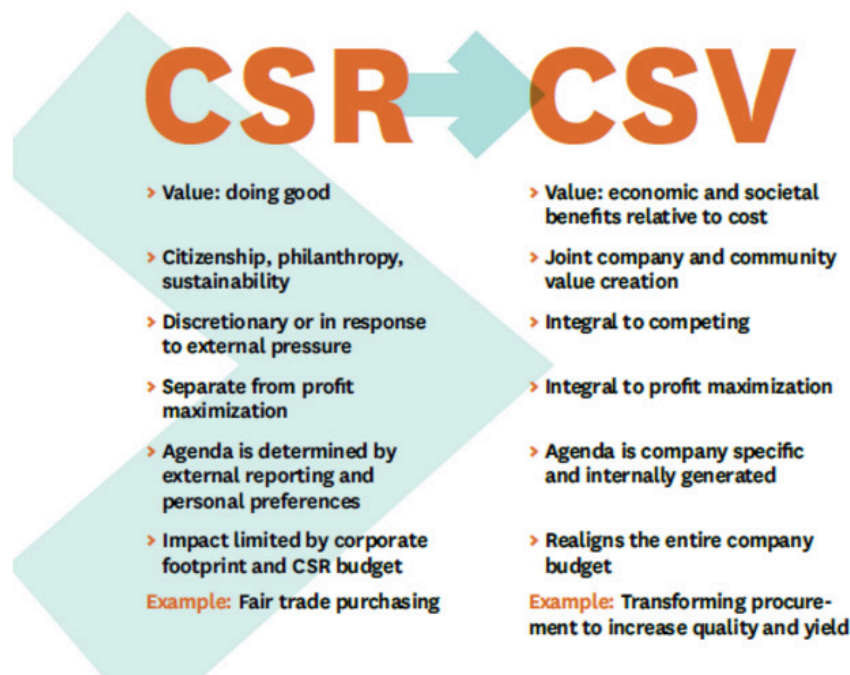 CSR
CSV
> Value: doing good
> Citizenship, philanthropy,
sustainability
> Discretionary or in response
to external pressure
> Separate from profit
maximization
> Agenda is determined by
external reporting and
personal preferences
> Impact limited by corporate
footprint and CSR budget
Example: Fair trade purchasing
> Value: economic and societal
benefits relative to cost
> Joint company and community
value creation
> Integral to competing
> Integral to profit maximization
> Agenda is company specific
and internally generated
> Realigns the entire company
budget
Example: Transforming procure-
ment to increase quality and yield